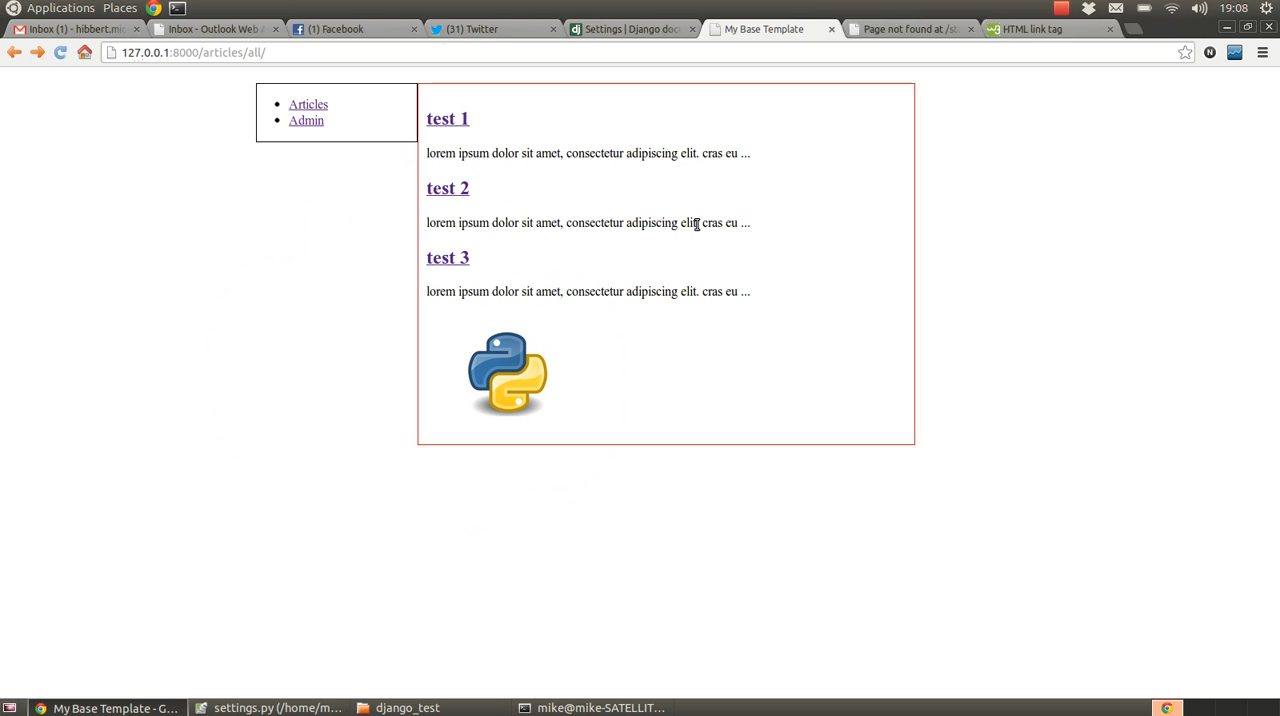 Applications Places 19:08
Inbox (1) - hibbert.mic × Inbox - Outlook Web A × (1) Facebook × (31) Twitter × Settings | Django doc × My Base Template × Page not found at /sta × HTML link tag ×
127.0.0.1:8000/articles/all/
Articles
Admin
test 1
lorem ipsum dolor sit amet, consectetur adipiscing elit. cras eu ...
test 2
lorem ipsum dolor sit amet, consectetur adipiscing elit. cras eu ...
test 3
lorem ipsum dolor sit amet, consectetur adipiscing elit. cras eu ...
My Base Template - G... settings.py (/home/m... django_test mike@mike-SATELLIT...